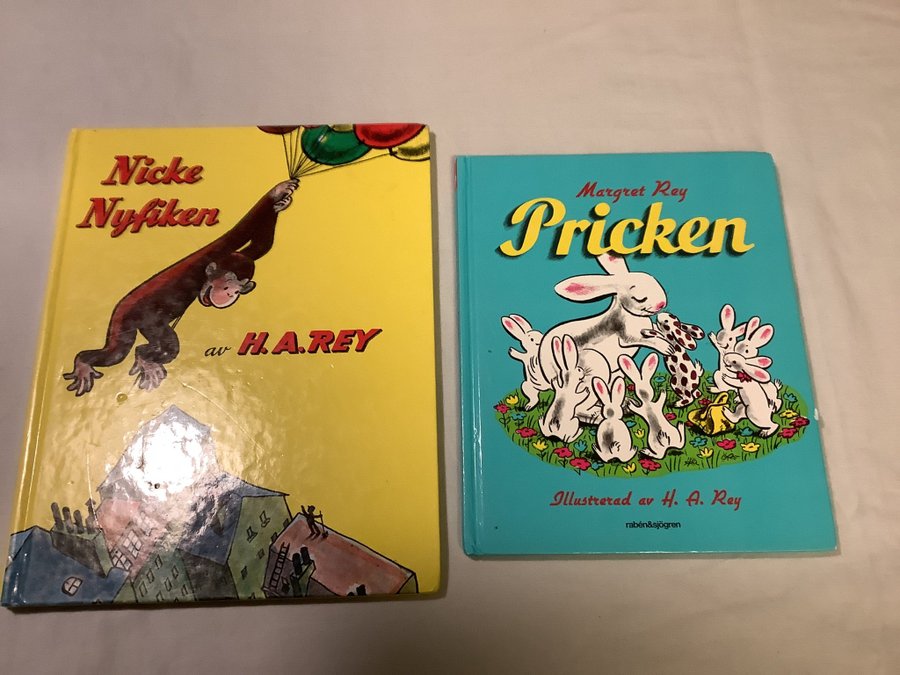 Nicke
Nyfiken
av H.A.REY
Margret Rey
Pricken
Illustrerad av H. A. Rey
rabén&sjögren